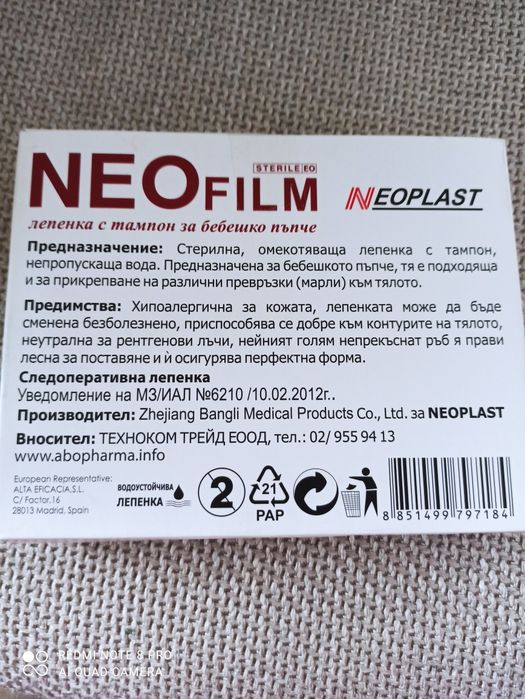 STERILE EO
NEOFILM
NEOPLAST
лепенка с тампон за бебешко пъпче
Предназначение: Стерилна, омекотяваща лепенка с тампон,
непропускаща вода. Предназначена за бебешкото пъпче, тя е подходяща
и за прикрепване на различни превръзки (марли) към тялото.
Предимства: Хипоалергична за кожата, лепенката може да бъде
сменена безболезнено, приспособява се добре към контурите на тялото,
неутрална за рентгенови лъчи, нейният голям непрекъснат ръб я прави
лесна за поставяне и ѝ осигурява перфектна форма.
Следоперативна лепенка
Уведомление на МЗ/ИАЛ №6210 /10.02.2012г..
Производител: Zhejiang Bangli Medical Products Co., Ltd. за NEOPLAST
Вносител: ТЕХНОКОМ ТРЕЙД ЕООД, тел.: 02/ 955 94 13
www.abopharma.info
European Representative:
ALTA EFICACIA,S.L.
C/ Factor,16
28013 Madrid, Spain
ВОДОУСТОЙЧИВА
ЛЕПЕНКА
2
21
PAP
8 851499 797184
REDMI NOTE 8 PRO
AI QUAD CAMERA